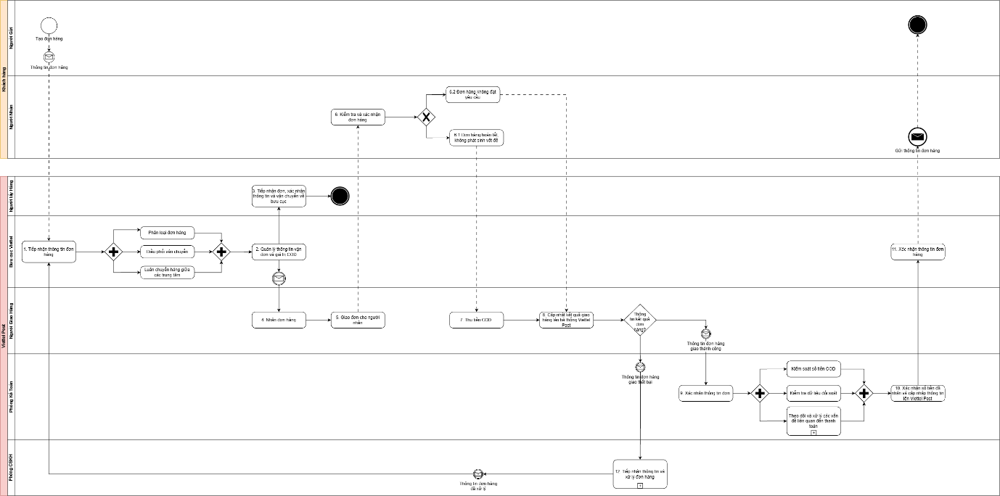 Khách hàng
Người Gửi
Tạo đơn hàng
Thông tin đơn hàng
Người Nhận
6. Kiểm tra và xác nhận
đơn hàng
6.2 Đơn hàng không đạt
yêu cầu
6.1 Đơn hoàn tất,
không phát sinh vất đề
Gửi thông tin đơn hàng
Viettel Post
Người lấy Hàng
3. Tiếp nhận đơn, xác nhận
thông tin và vận chuyển về
bưu cục
Bưu cục Viettel
1. Tiếp nhận thông tin đơn
hàng
Phân loại đơn hàng
Điều phối vận chuyển
Luân chuyển hàng giữa
các trung tâm
2. Quản lý thông tin vận
đơn và giá trị COD
11. Xác nhận thông tin đơn
hàng
Người Giao Hàng
4. Nhận đơn hàng
5. Giao đơn cho người
nhận
7. Thu tiền COD
8. Cập nhật kết quả giao
hàng lên hệ thống Viettel
Post
Thông
tin kết quả
đơn
hàng?
Thông tin đơn hàng
giao thành công
Phòng Kế Toán
Thông tin đơn hàng
giao thất bại
9. Xác nhận thông tin đơn
Kiểm soát số tiền COD
Kiểm tra dữ liệu đối soát
Theo dõi và xử lý các vấn
đề liên quan đến thanh
toán
10. Xác nhận số tiền đã
nhận và cập nhập thông tin
lên Viettel Post
Phòng CSKH
12. Tiếp nhận thông tin và
xử lý đơn hàng
Thông tin đơn hàng
đã xử lý